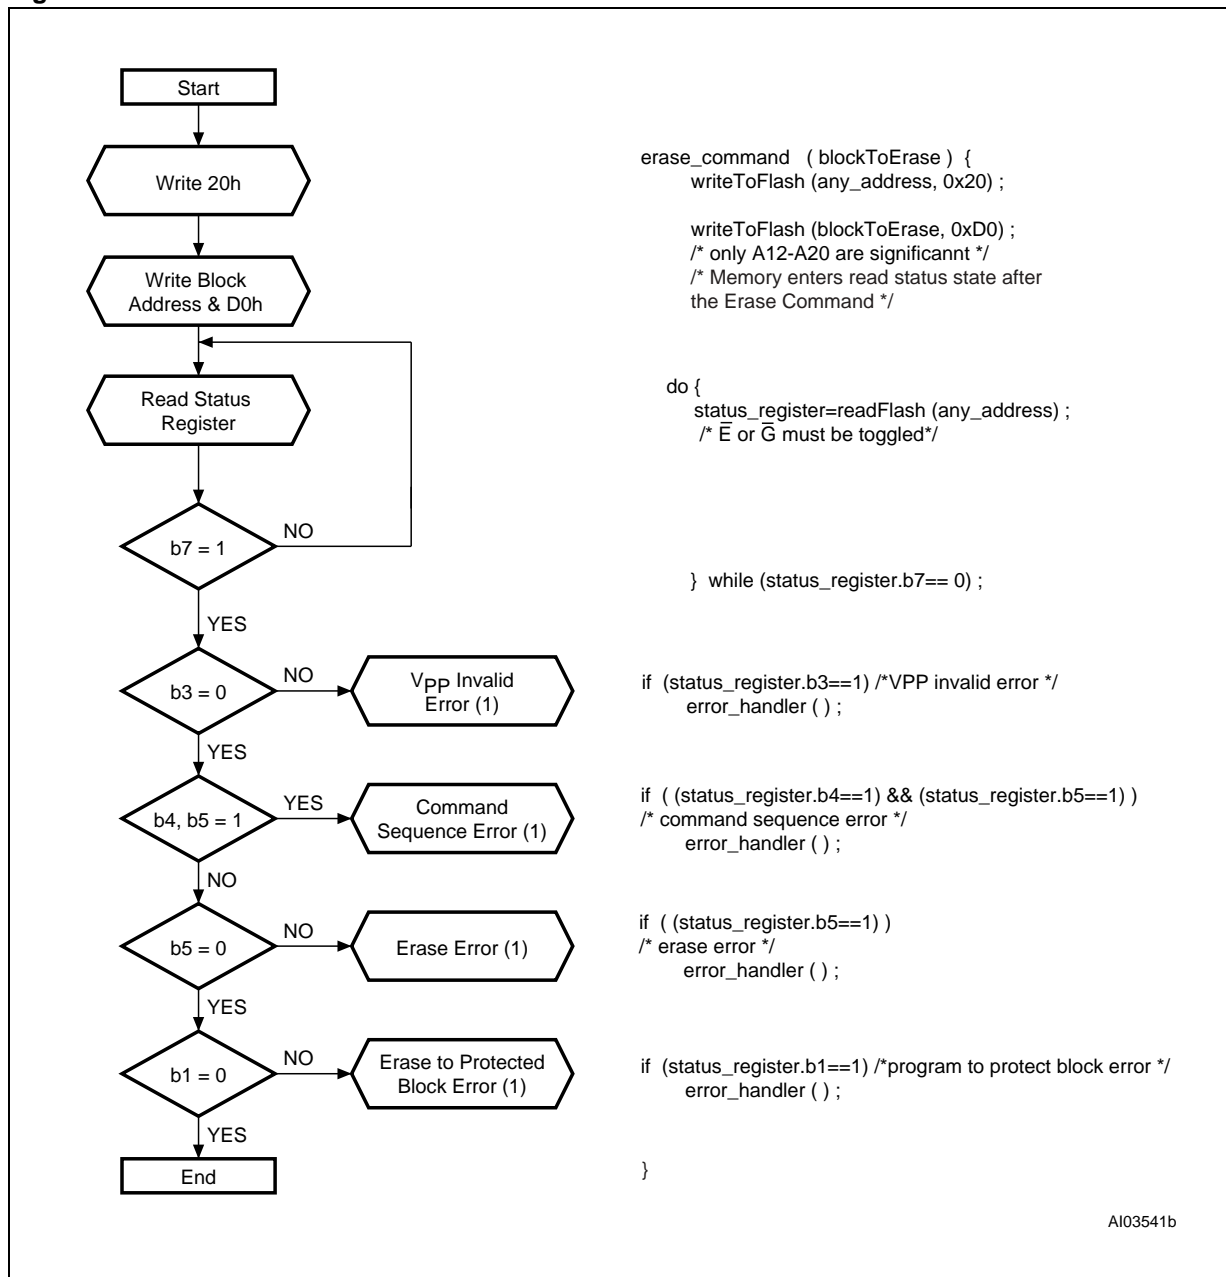 Start
Write 20h
Write Block
Address & D0h
Read Status
Register
b7 = 1
NO
YES
b3 = 0
NO
VPP Invalid
Error (1)
YES
b4, b5 = 1
YES
Command
Sequence Error (1)
NO
b5 = 0
NO
Erase Error (1)
YES
b1 = 0
NO
Erase to Protected
Block Error (1)
YES
End
erase_command ( blockToErase ) {
writeToFlash (any_address, 0x20) ;
writeToFlash (blockToErase, 0xD0) ;
/* only A12-A20 are significannt */
/* Memory enters read status state after
the Erase Command */
do {
status_register=readFlash (any_address) ;
/* E̅ or G̅ must be toggled*/
} while (status_register.b7== 0) ;
if (status_register.b3==1) /*VPP invalid error */
error_handler ( ) ;
if ( (status_register.b4==1) && (status_register.b5==1) )
/* command sequence error */
error_handler ( ) ;
if ( (status_register.b5==1) )
/* erase error */
error_handler ( ) ;
if (status_register.b1==1) /*program to protect block error */
error_handler ( ) ;
}
AI03541b